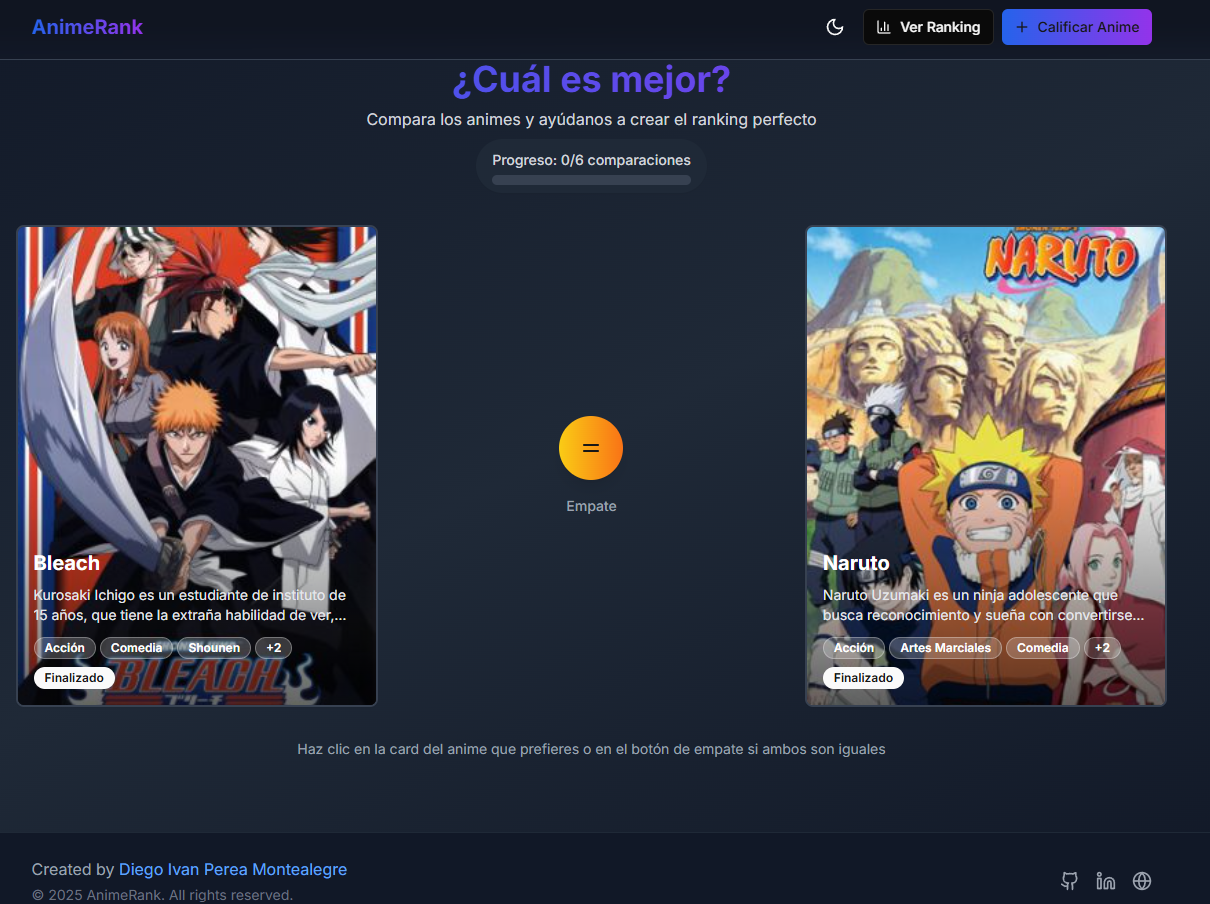 AnimeRank
Ver Ranking
Calificar Anime
¿Cuál es mejor?
Compara los animes y ayúdanos a crear el ranking perfecto
Progreso: 0/6 comparaciones
Bleach
Kurosaki Ichigo es un estudiante de instituto de
15 años, que tiene la extraña habilidad de ver,...
Acción Comedia Shounen +2
Finalizado
BLEACH
ブリーチ
=
Empate
NARUTO
Naruto
Naruto Uzumaki es un ninja adolescente que
busca reconocimiento y sueña con convertirse...
Acción Artes Marciales Comedia +2
Finalizado
Haz clic en la card del anime que prefieres o en el botón de empate si ambos son iguales
Created by Diego Ivan Perea Montealegre
© 2025 AnimeRank. All rights reserved.